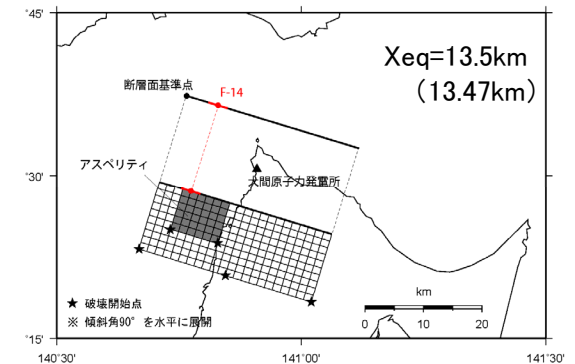 °45'
Xeq=13.5km
(13.47km)
断層面基準点
F-14
アスペリティ
°30'
大間原子力発電所
km
★ 破壊開始点
0 10 20
※ 傾斜角90°を水平に展開
°15'
140°30' 141°00' 141°30'